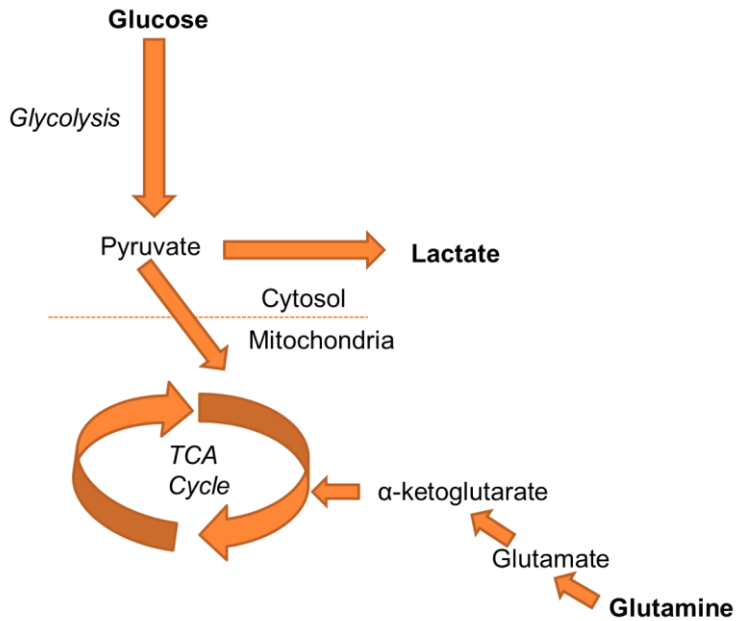 Glucose
Glycolysis
Pyruvate
Lactate
Cytosol
Mitochondria
TCA
Cycle
α-ketoglutarate
Glutamate
Glutamine